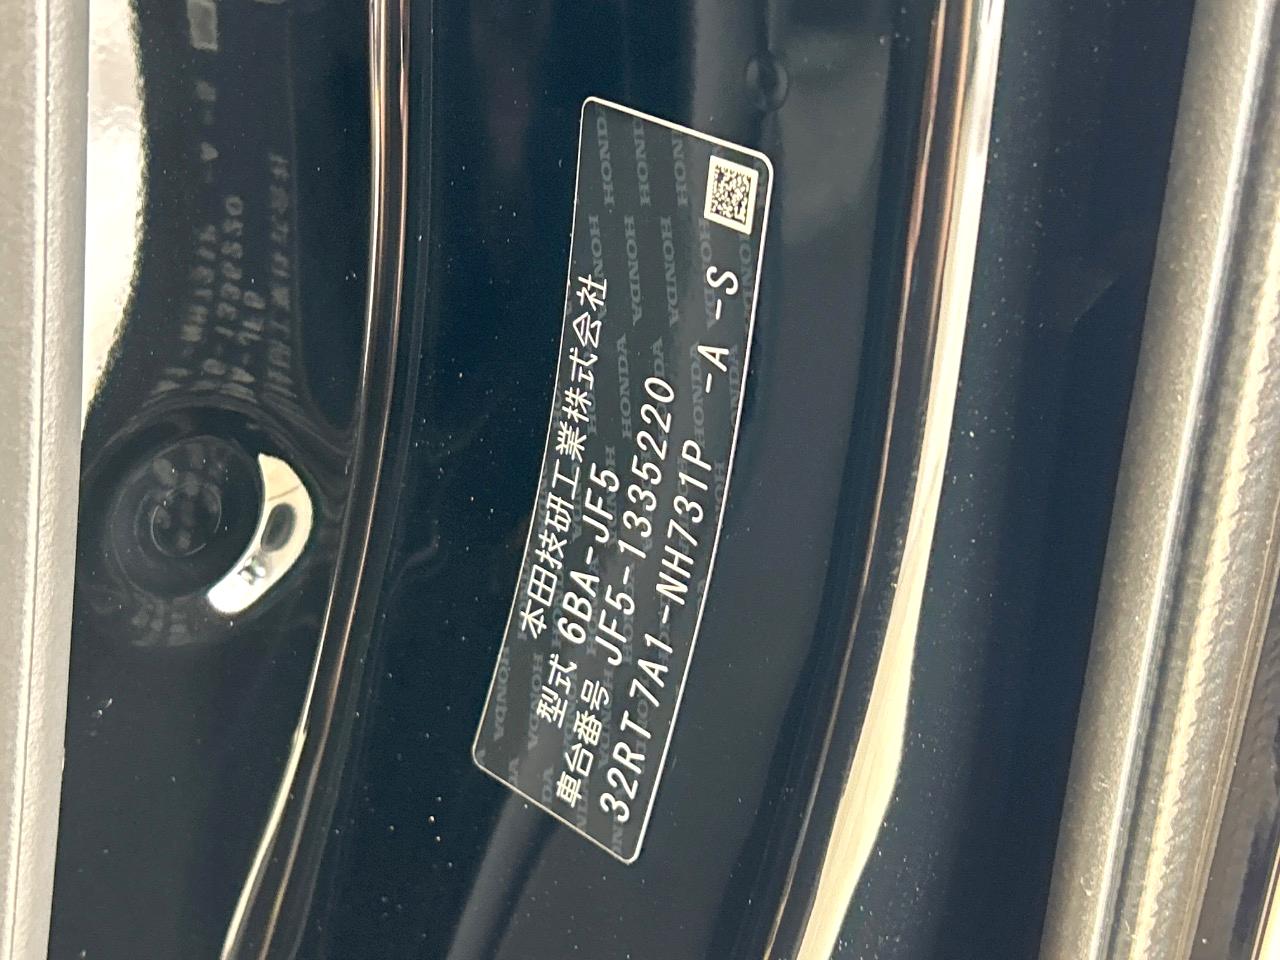 本田技研工業株式会社
型式 6BA-JF5
車台番号 JF5-1335220
32RT7A1-NH731P -A -S
HONDA